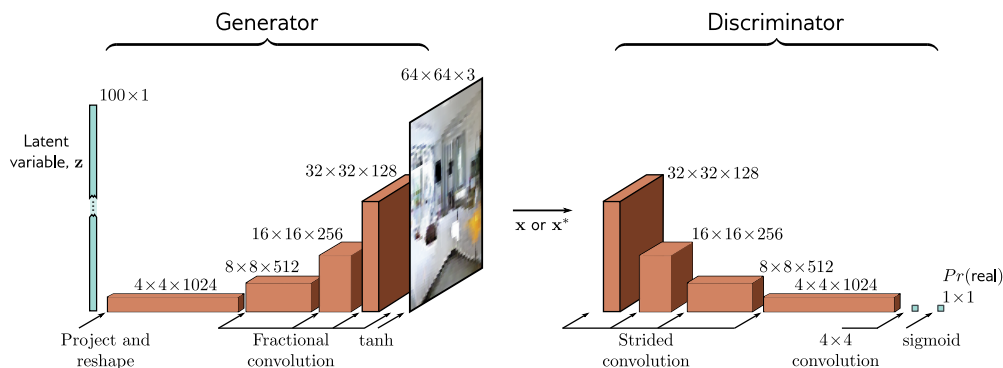 Generator
Discriminator
64×64×3
100×1
Latent
variable, z
32×32×128
32×32×128
16×16×256
x or x*
16×16×256
8×8×512
8×8×512
4×4×1024
4×4×1024
Pr(real)
1×1
Project and
reshape
Fractional
convolution
tanh
Strided
convolution
4×4
convolution
sigmoid